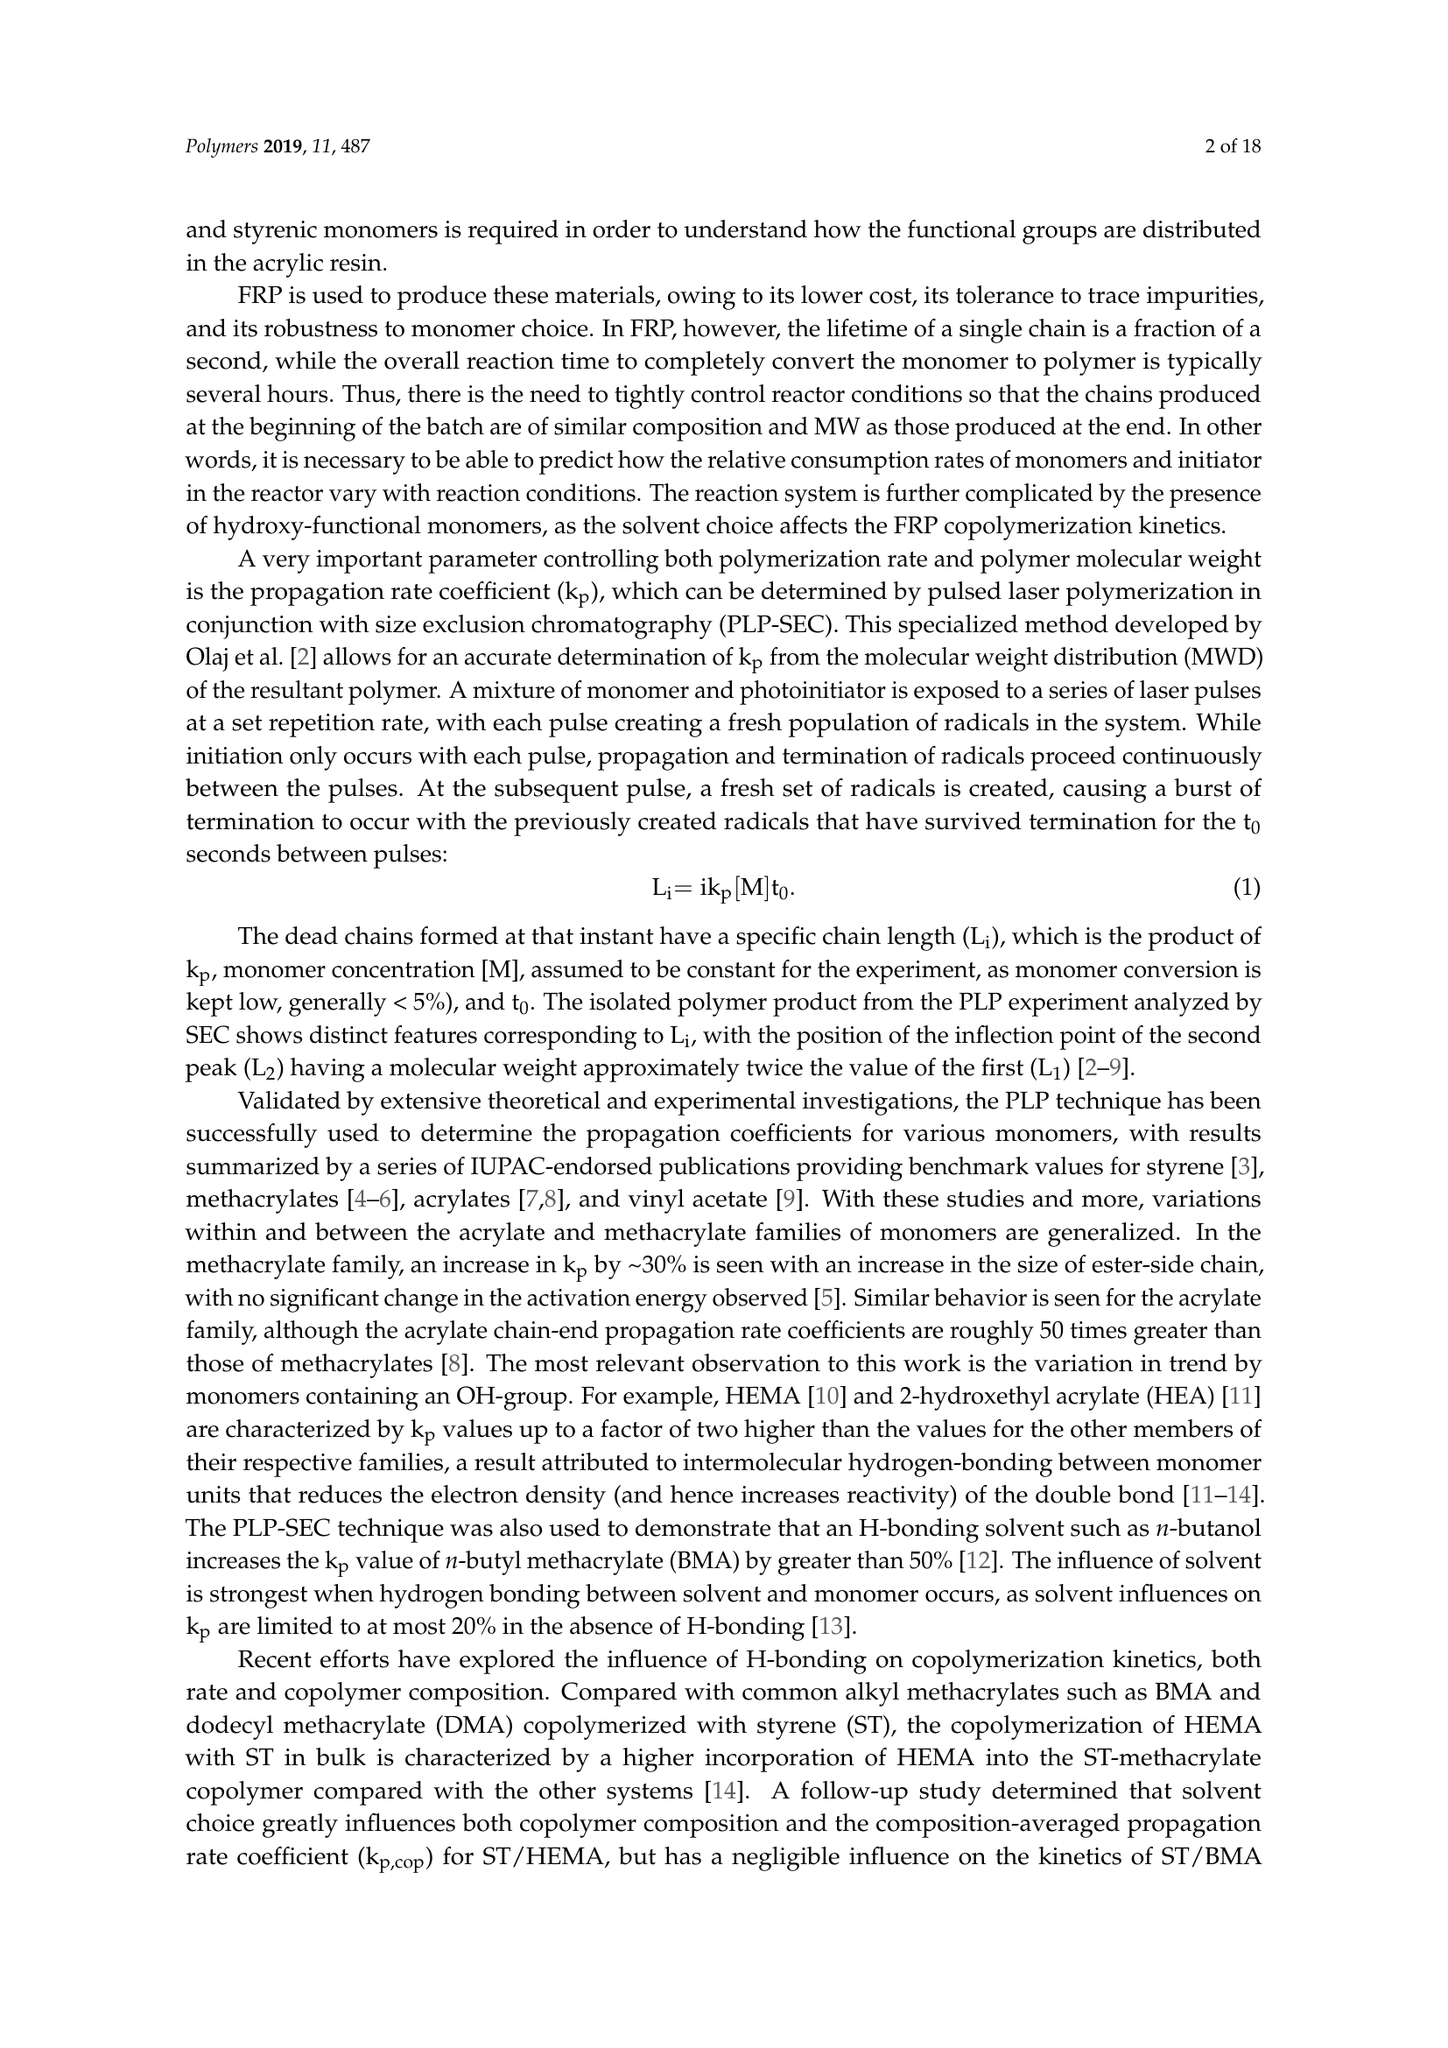 Polymers 2019, 11, 487
2 of 18
and styrenic monomers is required in order to understand how the functional groups are distributed
in the acrylic resin.
FRP is used to produce these materials, owing to its lower cost, its tolerance to trace impurities,
and its robustness to monomer choice. In FRP, however, the lifetime of a single chain is a fraction of a
second, while the overall reaction time to completely convert the monomer to polymer is typically
several hours. Thus, there is the need to tightly control reactor conditions so that the chains produced
at the beginning of the batch are of similar composition and MW as those produced at the end. In other
words, it is necessary to be able to predict how the relative consumption rates of monomers and initiator
in the reactor vary with reaction conditions. The reaction system is further complicated by the presence
of hydroxy-functional monomers, as the solvent choice affects the FRP copolymerization kinetics.
A very important parameter controlling both polymerization rate and polymer molecular weight
is the propagation rate coefficient (kp), which can be determined by pulsed laser polymerization in
conjunction with size exclusion chromatography (PLP-SEC). This specialized method developed by
Olaj et al. [2] allows for an accurate determination of kp from the molecular weight distribution (MWD)
of the resultant polymer. A mixture of monomer and photoinitiator is exposed to a series of laser pulses
at a set repetition rate, with each pulse creating a fresh population of radicals in the system. While
initiation only occurs with each pulse, propagation and termination of radicals proceed continuously
between the pulses. At the subsequent pulse, a fresh set of radicals is created, causing a burst of
termination to occur with the previously created radicals that have survived termination for the t0
seconds between pulses:
Li= ikp[M]t0. (1)
The dead chains formed at that instant have a specific chain length (Li), which is the product of
kp, monomer concentration [M], assumed to be constant for the experiment, as monomer conversion is
kept low, generally < 5%), and t0. The isolated polymer product from the PLP experiment analyzed by
SEC shows distinct features corresponding to Li, with the position of the inflection point of the second
peak (L2) having a molecular weight approximately twice the value of the first (L1) [2–9].
Validated by extensive theoretical and experimental investigations, the PLP technique has been
successfully used to determine the propagation coefficients for various monomers, with results
summarized by a series of IUPAC-endorsed publications providing benchmark values for styrene [3],
methacrylates [4–6], acrylates [7,8], and vinyl acetate [9]. With these studies and more, variations
within and between the acrylate and methacrylate families of monomers are generalized. In the
methacrylate family, an increase in kp by ~30% is seen with an increase in the size of ester-side chain,
with no significant change in the activation energy observed [5]. Similar behavior is seen for the acrylate
family, although the acrylate chain-end propagation rate coefficients are roughly 50 times greater than
those of methacrylates [8]. The most relevant observation to this work is the variation in trend by
monomers containing an OH-group. For example, HEMA [10] and 2-hydroxethyl acrylate (HEA) [11]
are characterized by kp values up to a factor of two higher than the values for the other members of
their respective families, a result attributed to intermolecular hydrogen-bonding between monomer
units that reduces the electron density (and hence increases reactivity) of the double bond [11–14].
The PLP-SEC technique was also used to demonstrate that an H-bonding solvent such as n-butanol
increases the kp value of n-butyl methacrylate (BMA) by greater than 50% [12]. The influence of solvent
is strongest when hydrogen bonding between solvent and monomer occurs, as solvent influences on
kp are limited to at most 20% in the absence of H-bonding [13].
Recent efforts have explored the influence of H-bonding on copolymerization kinetics, both
rate and copolymer composition. Compared with common alkyl methacrylates such as BMA and
dodecyl methacrylate (DMA) copolymerized with styrene (ST), the copolymerization of HEMA
with ST in bulk is characterized by a higher incorporation of HEMA into the ST-methacrylate
copolymer compared with the other systems [14]. A follow-up study determined that solvent
choice greatly influences both copolymer composition and the composition-averaged propagation
rate coefficient (kp,cop) for ST/HEMA, but has a negligible influence on the kinetics of ST/BMA